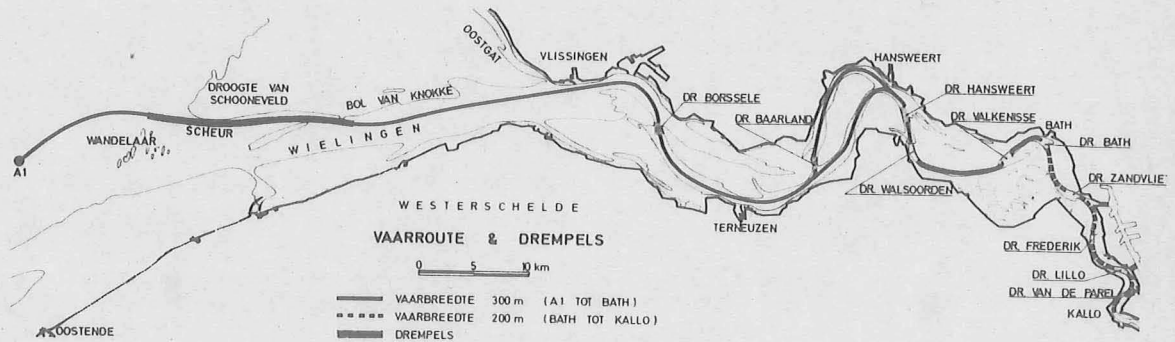 OOSTGAT
VLISSINGEN
HANSWEERT
DROOGTE VAN
SCHOONEVELD
BOL VAN KNOKKE
DR BORSSELE
DR HANSWEERT
DR BAARLAND
DR VALKENISSE
BATH
WANDELAAR
SCHEUR
WIELINGEN
DR BATH
A1
DR. ZANDVLIE
DR. WALSOORDEN
WESTERSCHELDE
TERNEUZEN
VAARROUTE & DREMPELS
DR. FREDERIK
0 5 10 km
DR. LILLO
DR VAN DE PAREL
KALLO
VAARBREEDTE 300 m (A1 TOT BATH)
VAARBREEDTE 200 m (BATH TOT KALLO)
DREMPELS
OOSTENDE